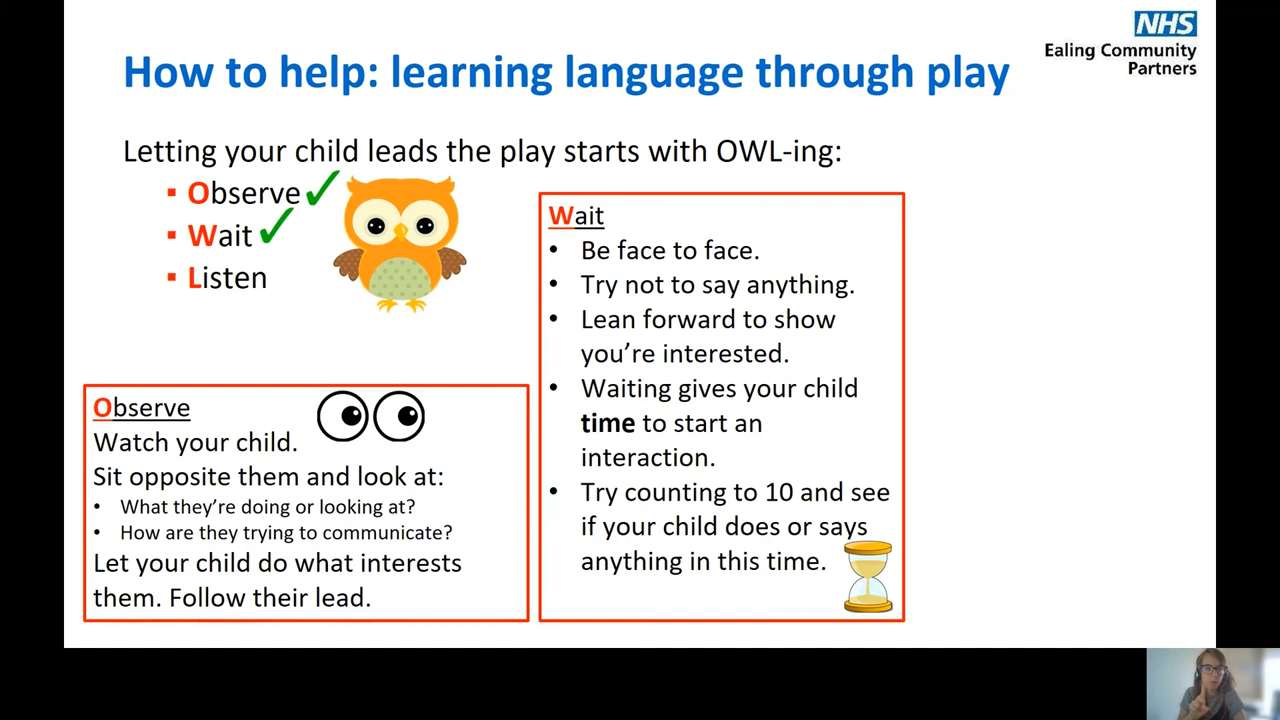 NHS
Ealing Community
Partners
How to help: learning language through play
Letting your child leads the play starts with OWL-ing:
▪ Observe
▪ Wait
▪ Listen
Observe
Watch your child.
Sit opposite them and look at:
• What they're doing or looking at?
• How are they trying to communicate?
Let your child do what interests
them. Follow their lead.
Wait
• Be face to face.
• Try not to say anything.
• Lean forward to show
you're interested.
• Waiting gives your child
time to start an
interaction.
• Try counting to 10 and see
if your child does or says
anything in this time.